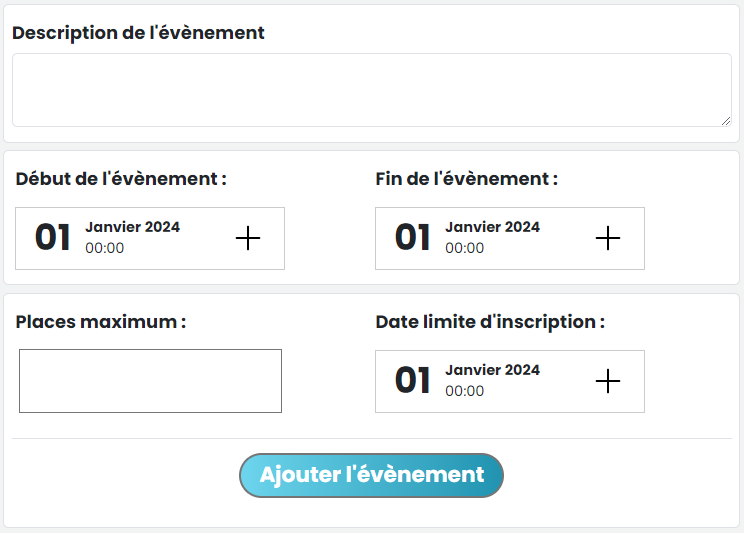 Description de l'évènement
Début de l'évènement :
Fin de l'évènement :
01
Janvier 2024
00:00
01
Janvier 2024
00:00
Places maximum :
Date limite d'inscription :
01
Janvier 2024
00:00
Ajouter l'évènement